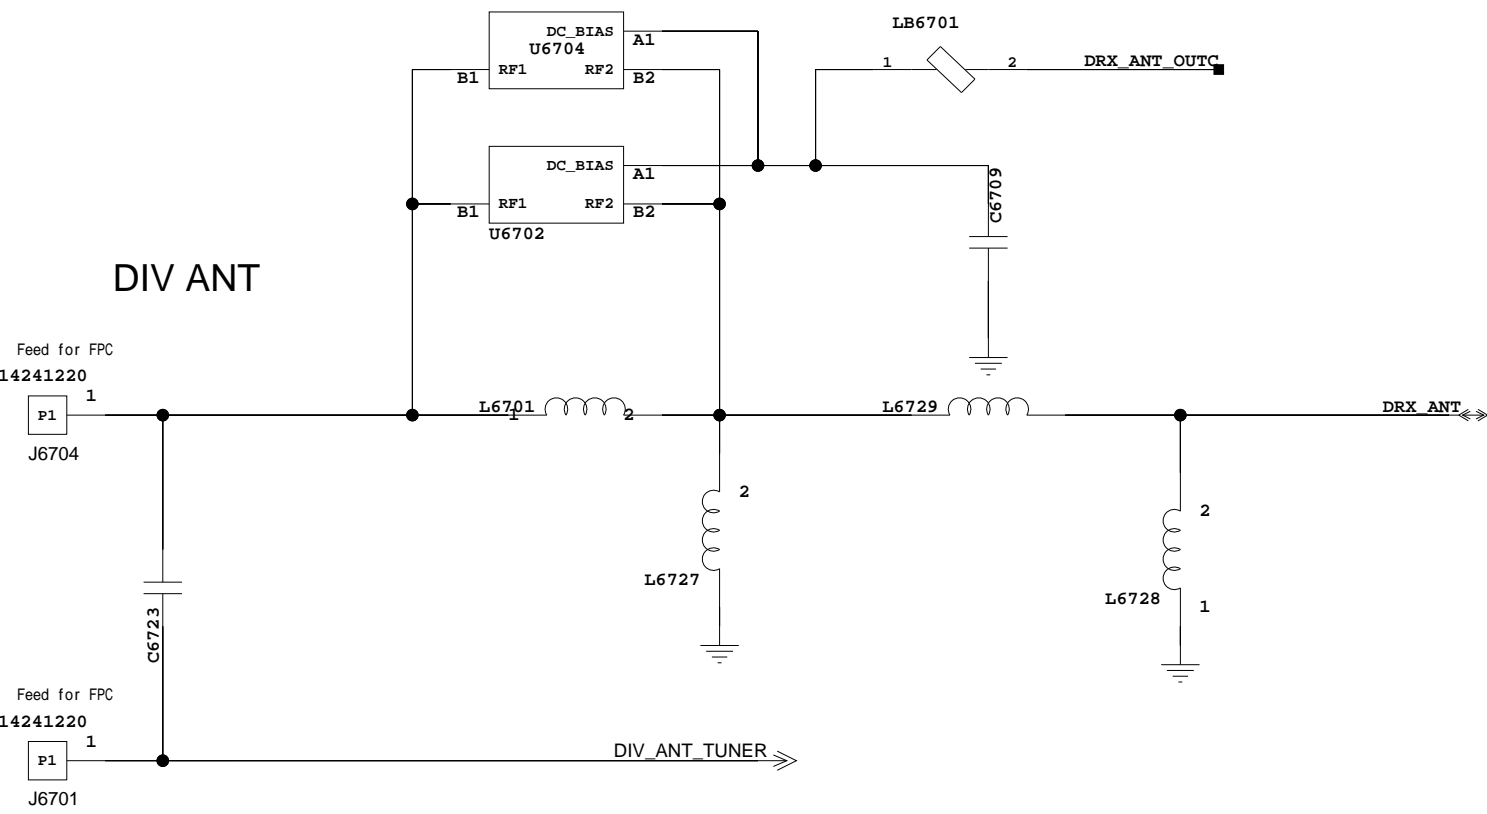 LB6701
DC_BIAS
U6704
A1
RF1
RF2
B1
B2
1
2
DRX_ANT_OUTC
DC_BIAS
A1
RF1
RF2
B1
B2
U6702
C6709
DIV ANT
Feed for FPC
14241220
1
P1
J6704
L6701
1
2
L6729
DRX_ANT
2
L6727
2
L6728
1
C6723
Feed for FPC
14241220
1
P1
J6701
DIV_ANT_TUNER